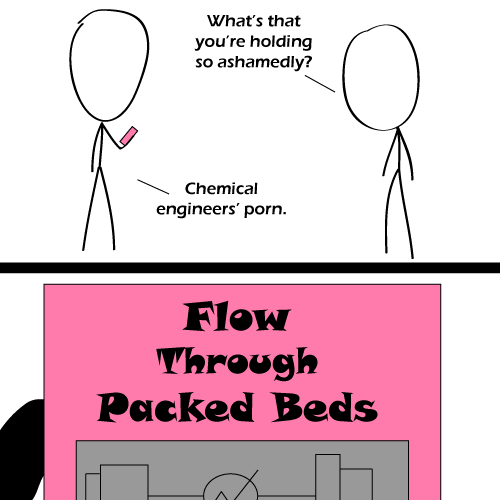 What's that
you're holding
so ashamedly?
Chemical
engineers' porn.
Flow
Through
Packed Beds